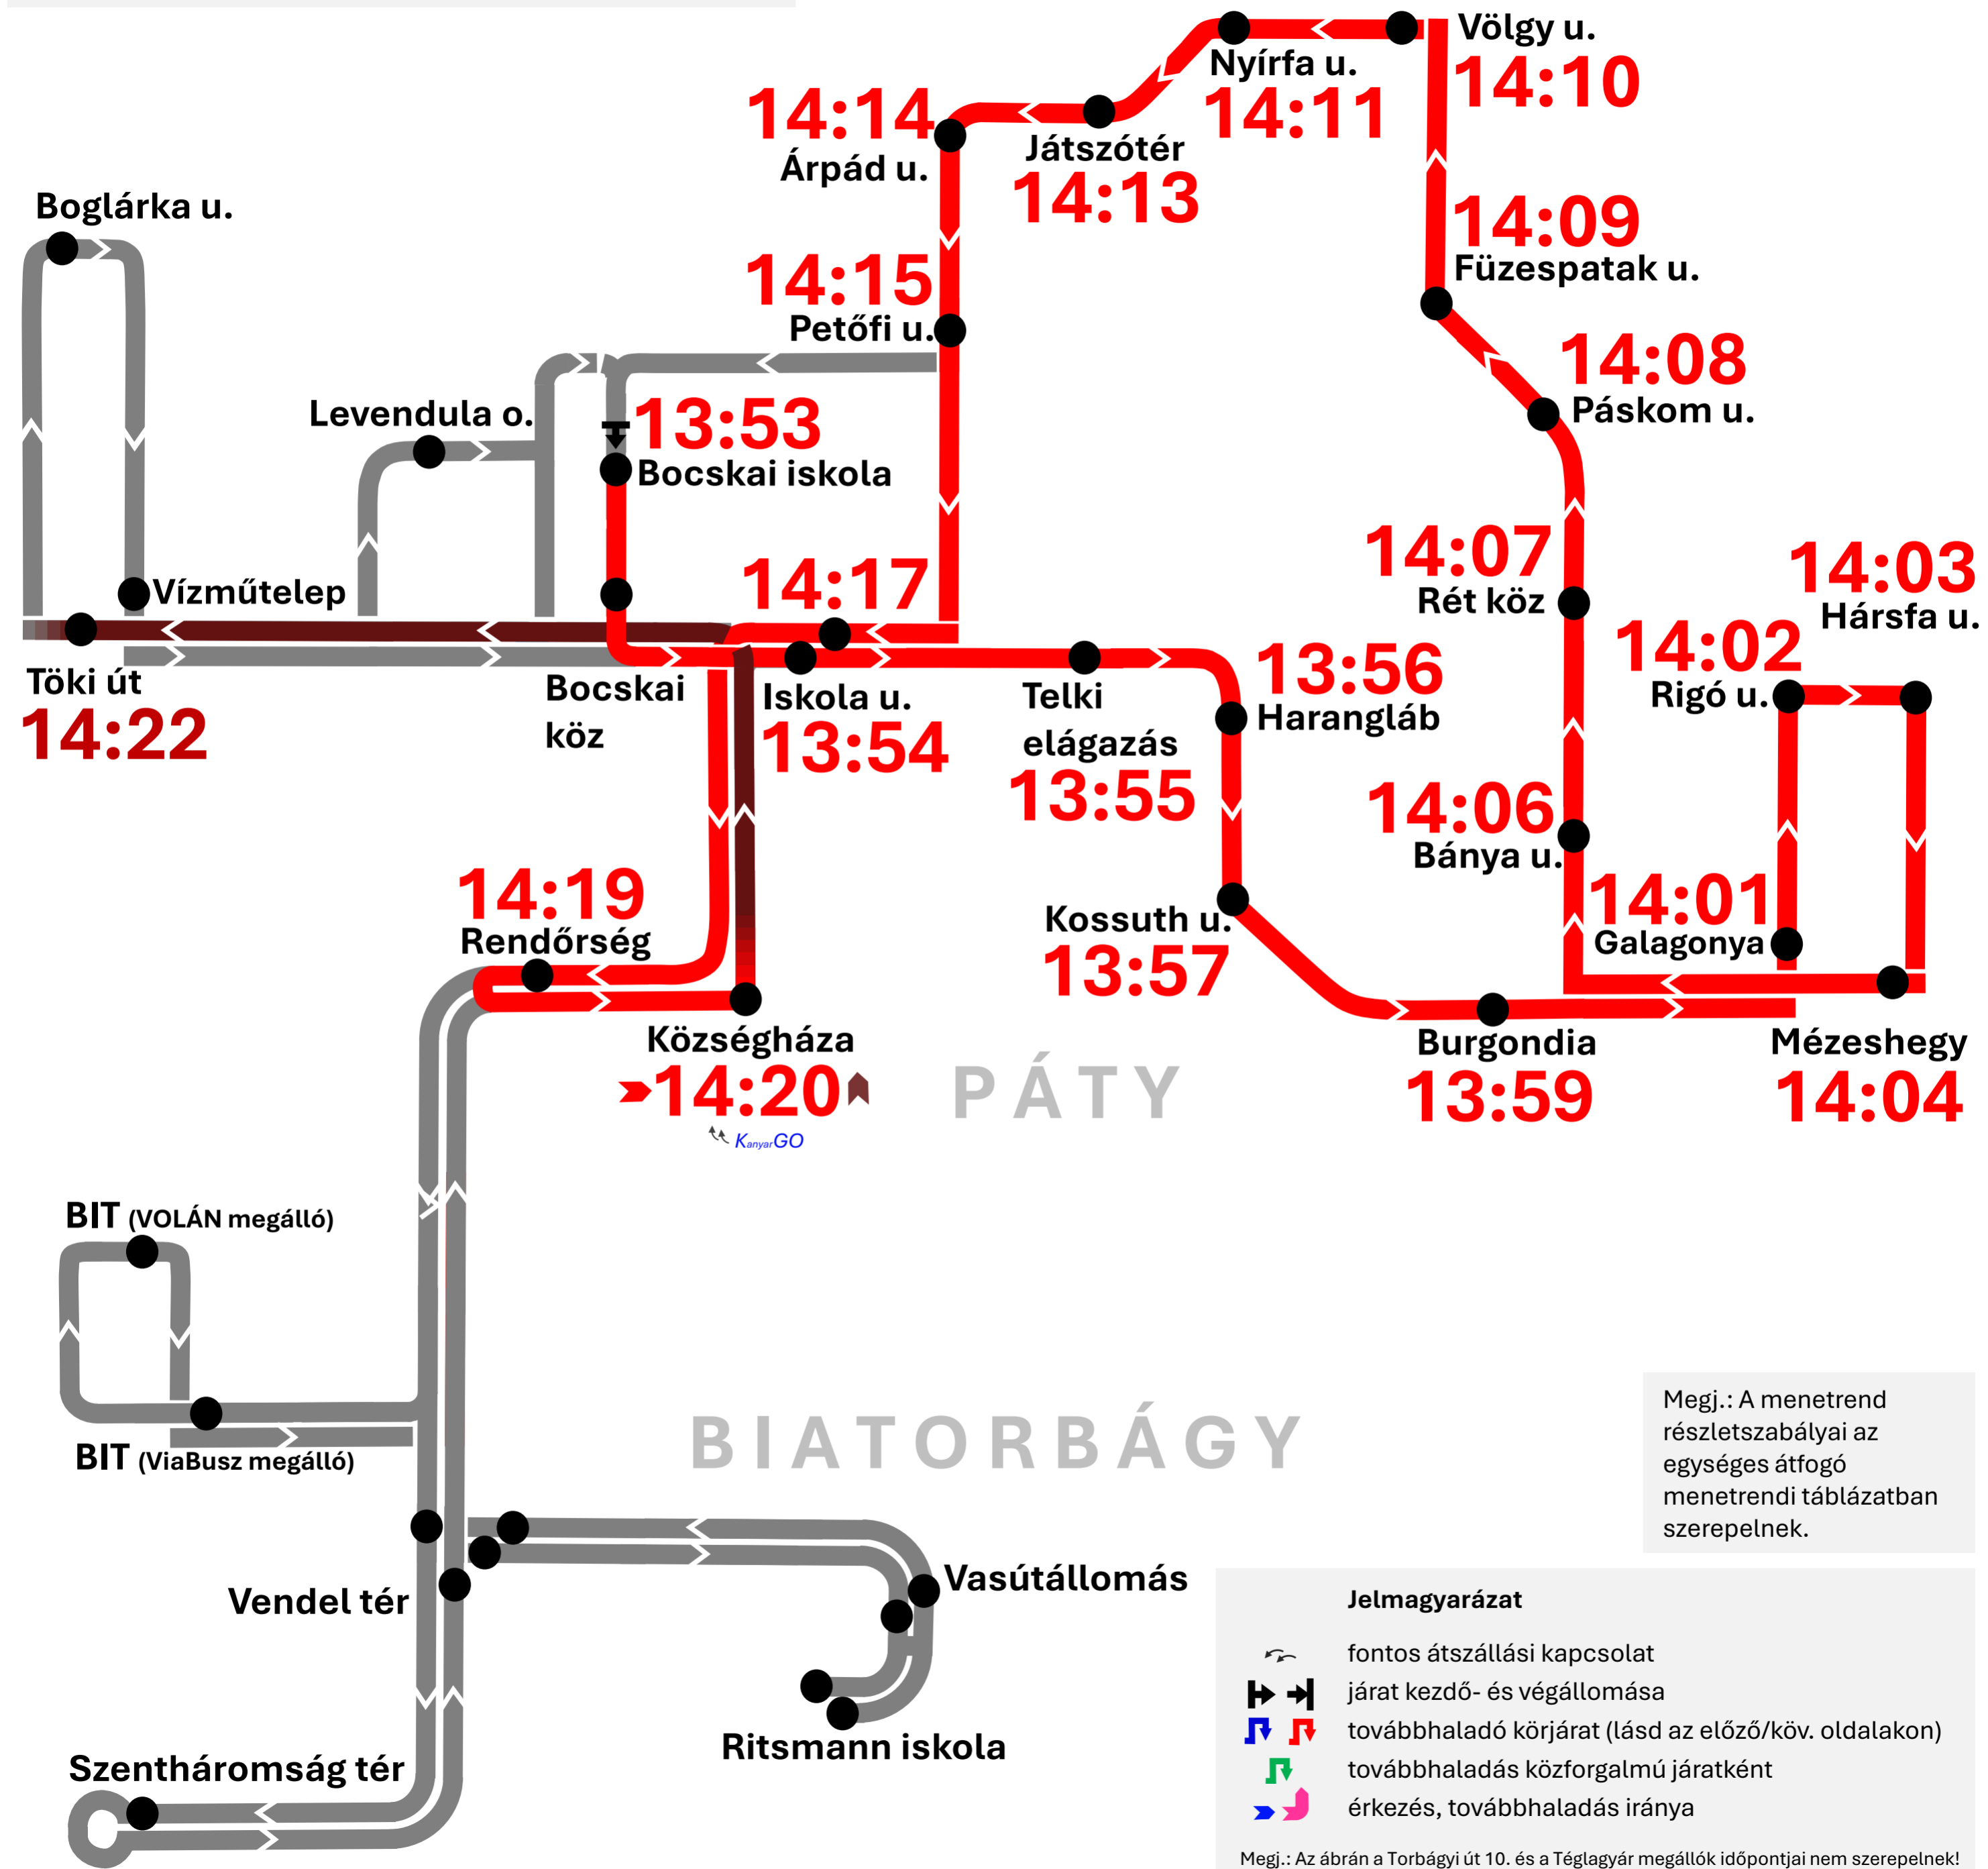 Völgy u.
14:10
Nyírfa u.
14:11
14:14
Árpád u.
Játszótér
14:13
Boglárka u.
14:09
Füzespatak u.
14:15
Petőfi u.
14:08
Páskom u.
Levendula o.
13:53
Bocskai iskola
14:07
Rét köz
14:03
Hársfa u.
Vízműtelep
14:17
14:02
Rigó u.
Töki út
14:22
Bocskai
köz
Iskola u.
13:54
Telki
elágazás
13:55
13:56
Harangláb
14:06
Bánya u.
14:19
Rendőrség
Kossuth u.
13:57
14:01
Galagonya
Községháza
14:20
KanyarGO
PÁTY
Burgondia
13:59
Mézeshegy
14:04
BIT (VOLÁN megálló)
BIT (ViaBusz megálló)
BIATORBÁGY
Megj.: A menetrend
részletszabályai az
egységes átfogó
menetrendi táblázatban
szerepelnek.
Vendel tér
Vasútállomás
Ritsmann iskola
Szentháromság tér
Jelmagyarázat
fontos átszállási kapcsolat
járat kezdő- és végállomása
továbbhaladó körjárat (lásd az előző/köv. oldalakon)
továbbhaladás közforgalmú járatként
érkezés, továbbhaladás iránya
Megj.: Az ábrán a Torbágyi út 10. és a Téglagyár megállók időpontjai nem szerepelnek!